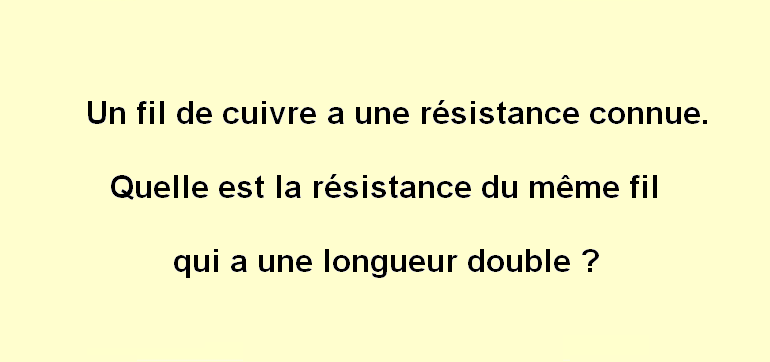 Un fil de cuivre a une résistance connue.
Quelle est la résistance du même fil
qui a une longueur double ?